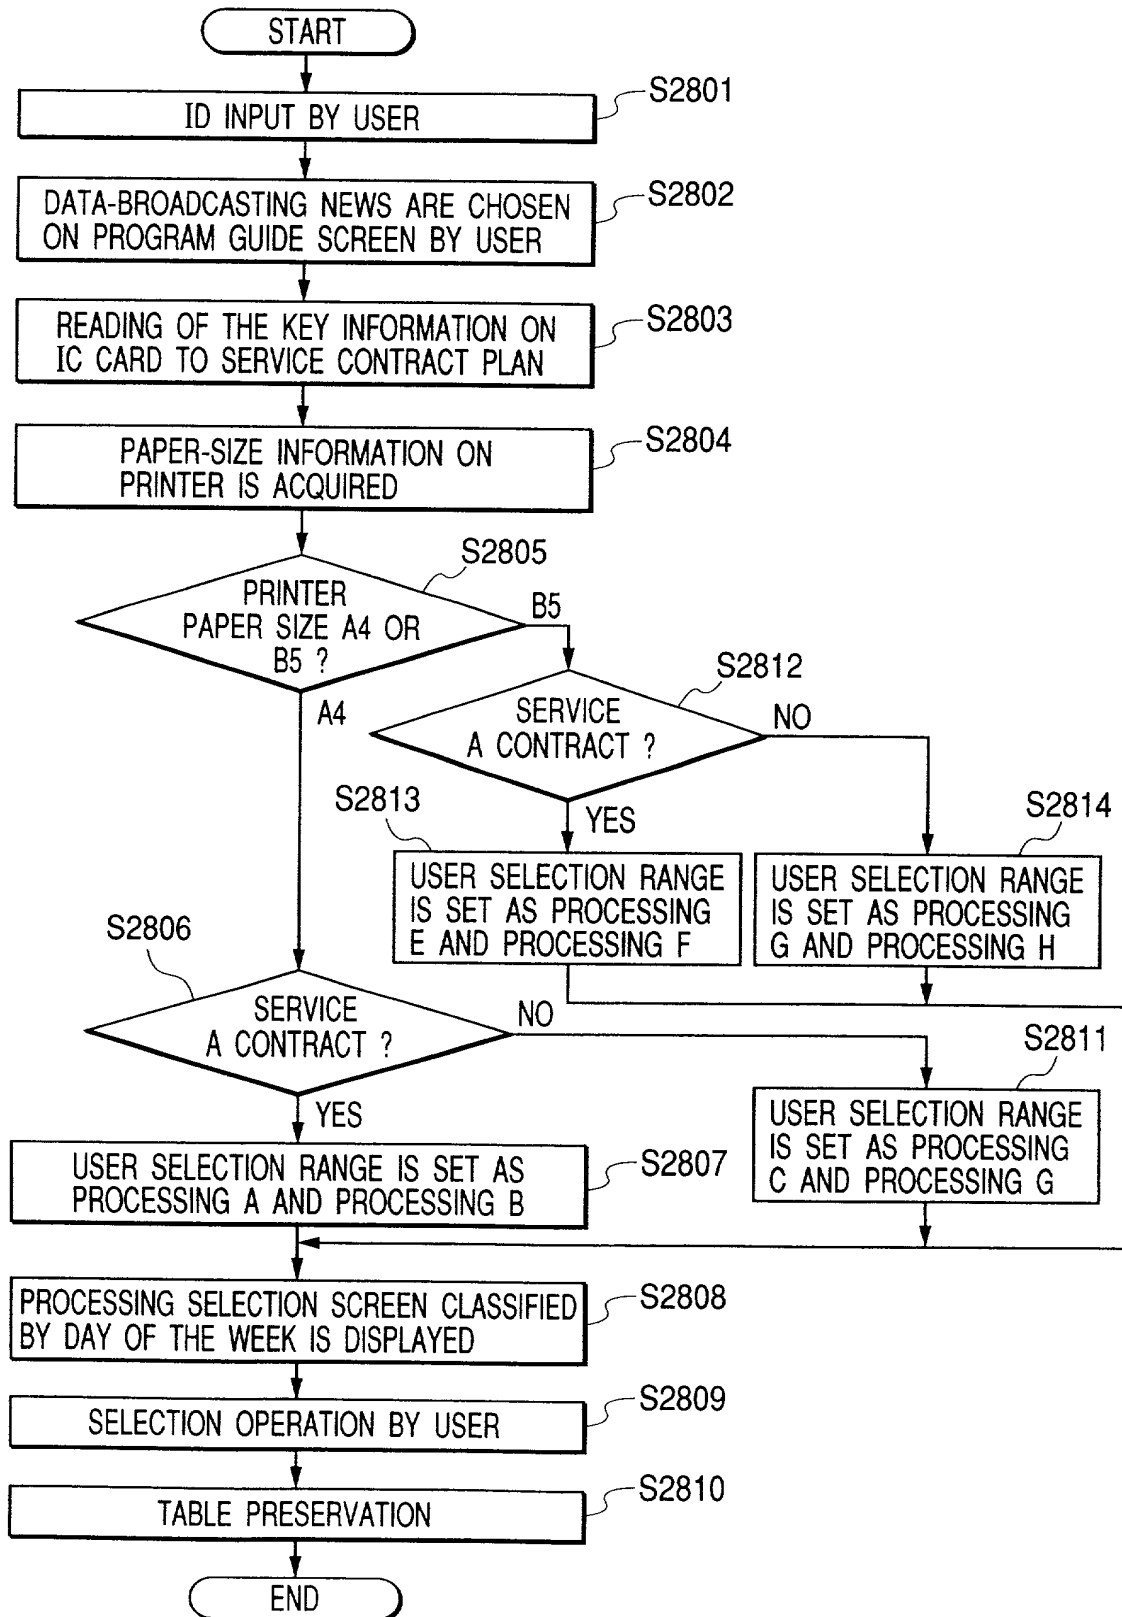 START
S2801
ID INPUT BY USER
S2802
DATA-BROADCASTING NEWS ARE CHOSEN
ON PROGRAM GUIDE SCREEN BY USER
S2803
READING OF THE KEY INFORMATION ON
IC CARD TO SERVICE CONTRACT PLAN
S2804
PAPER-SIZE INFORMATION ON
PRINTER IS ACQUIRED
S2805
PRINTER
PAPER SIZE A4 OR
B5 ?
B5
A4
S2812
SERVICE
A CONTRACT ?
NO
YES
S2813
USER SELECTION RANGE
IS SET AS PROCESSING
E AND PROCESSING F
S2814
USER SELECTION RANGE
IS SET AS PROCESSING
G AND PROCESSING H
S2806
SERVICE
A CONTRACT ?
NO
YES
S2811
USER SELECTION RANGE
IS SET AS PROCESSING
C AND PROCESSING G
S2807
USER SELECTION RANGE IS SET AS
PROCESSING A AND PROCESSING B
S2808
PROCESSING SELECTION SCREEN CLASSIFIED
BY DAY OF THE WEEK IS DISPLAYED
S2809
SELECTION OPERATION BY USER
S2810
TABLE PRESERVATION
END